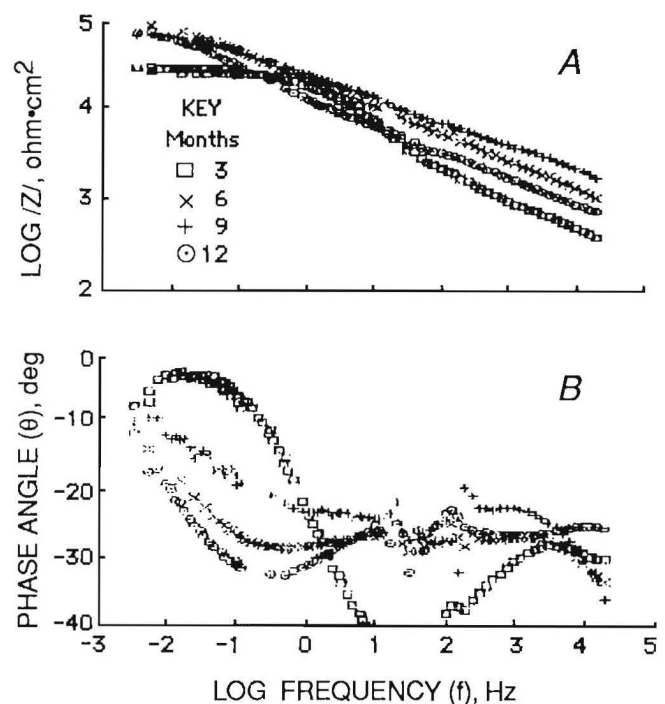 5
4
3
2
LOG /Z/, ohm•cm²
A
KEY
Months
□ 3
× 6
+ 9
⊙ 12
0
-10
-20
-30
-40
PHASE ANGLE (θ), deg
B
-3 -2 -1 0 1 2 3 4 5
LOG FREQUENCY (f), Hz